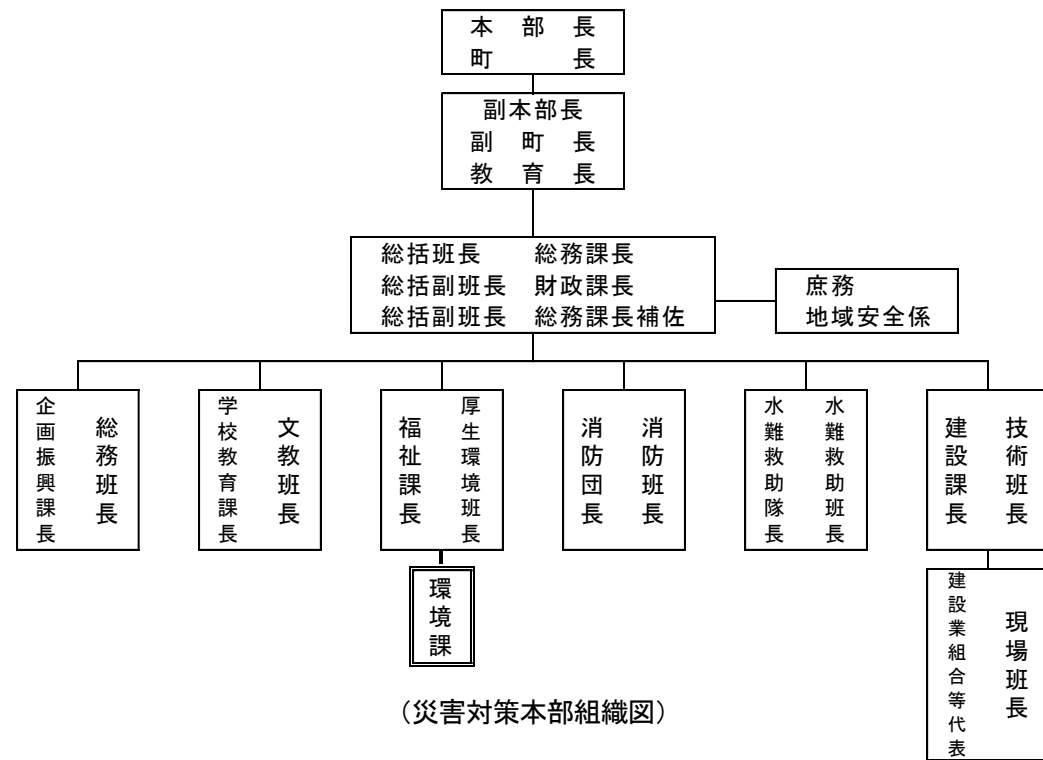 本部長
町長
副本部長
副町長
教育長
総括班長 総務課長
総括副班長 財政課長
総括副班長 総務課長補佐
庶務
地域安全係
総務班長
企画振興課長
文教班長
学校教育課長
厚生環境班長
福祉課長
消防班長
消防団長
水難救助班長
水難救助隊長
技術班長
建設課長
環境課
現場班長
建設業組合等代表
（災害対策本部組織図）